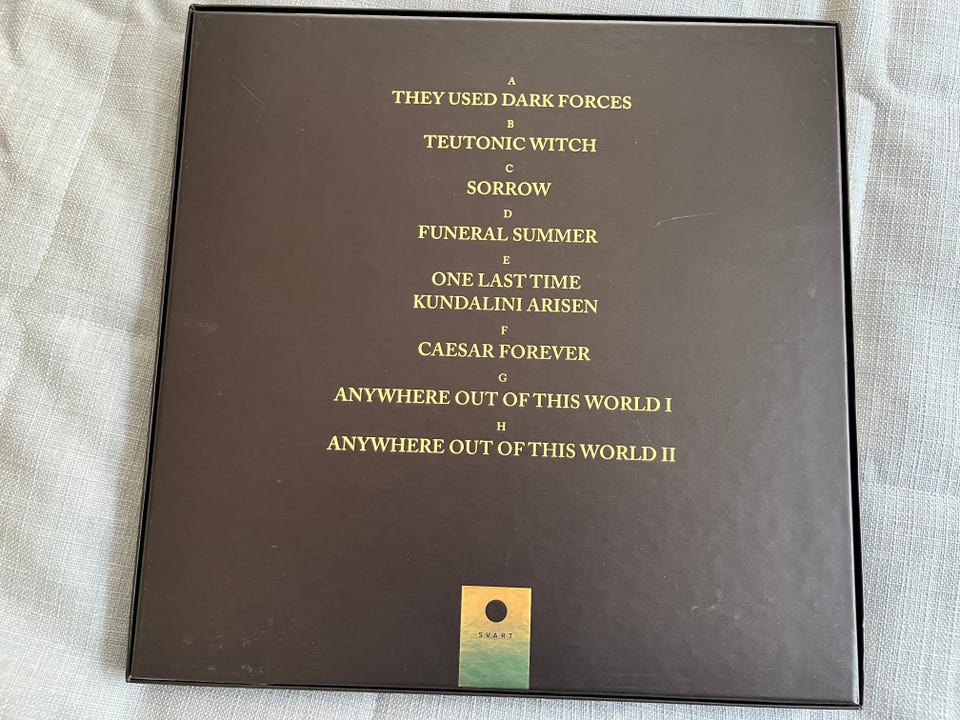 A
THEY USED DARK FORCES
B
TEUTONIC WITCH
C
SORROW
D
FUNERAL SUMMER
E
ONE LAST TIME
KUNDALINI ARISEN
F
CAESAR FOREVER
G
ANYWHERE OUT OF THIS WORLD I
H
ANYWHERE OUT OF THIS WORLD II
SVART